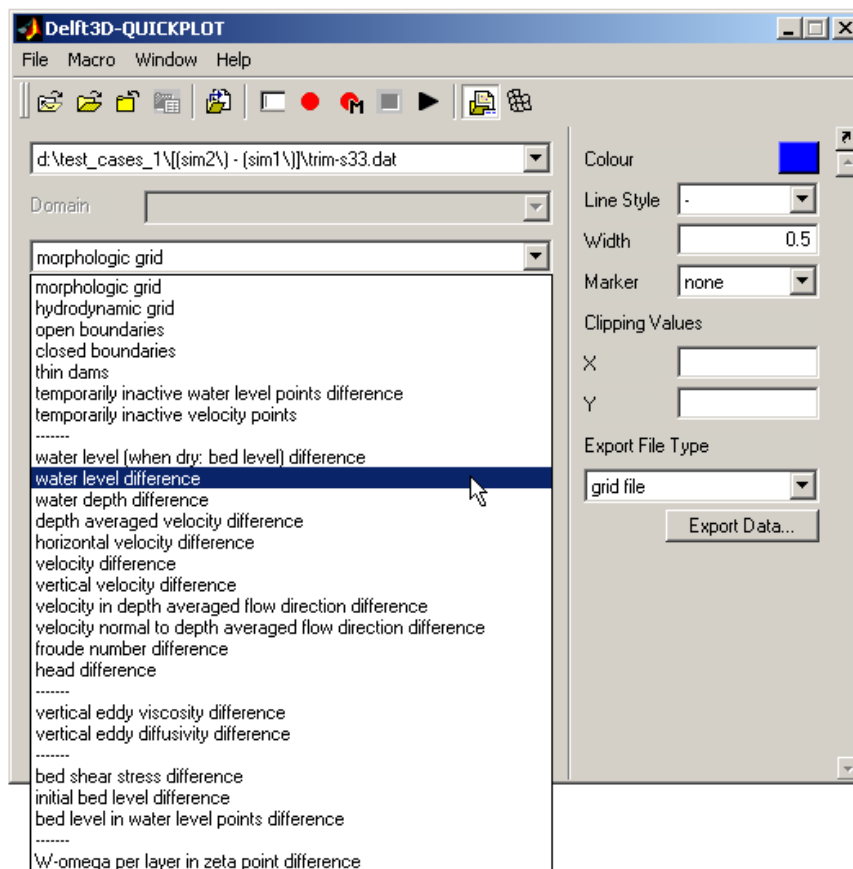 Delft3D-QUICKPLOT
File Macro Window Help
M
d:\test_cases_1\[(sim2\) - (sim1\)]\trim-s33.dat
Domain
morphologic grid
morphologic grid
hydrodynamic grid
open boundaries
closed boundaries
thin dams
temporarily inactive water level points difference
temporarily inactive velocity points
-------
water level (when dry: bed level) difference
water level difference
water depth difference
depth averaged velocity difference
horizontal velocity difference
velocity difference
vertical velocity difference
velocity in depth averaged flow direction difference
velocity normal to depth averaged flow direction difference
froude number difference
head difference
-------
vertical eddy viscosity difference
vertical eddy diffusivity difference
-------
bed shear stress difference
initial bed level difference
bed level in water level points difference
-------
W-omega per layer in zeta point difference
Colour
Line Style -
Width 0.5
Marker none
Clipping Values
X
Y
Export File Type
grid file
Export Data...